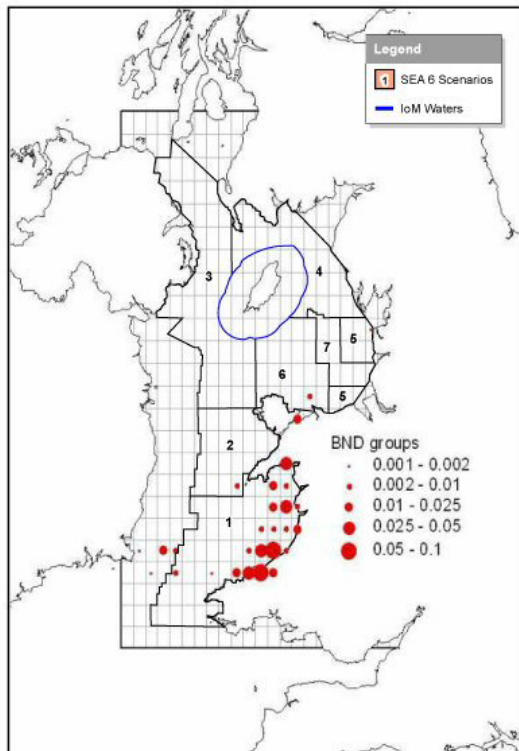 Legend
1 SEA 6 Scenarios
IoM Waters
3
4
7
5
6
5
2
BND groups
0.001 - 0.002
0.002 - 0.01
0.01 - 0.025
0.025 - 0.05
0.05 - 0.1
1